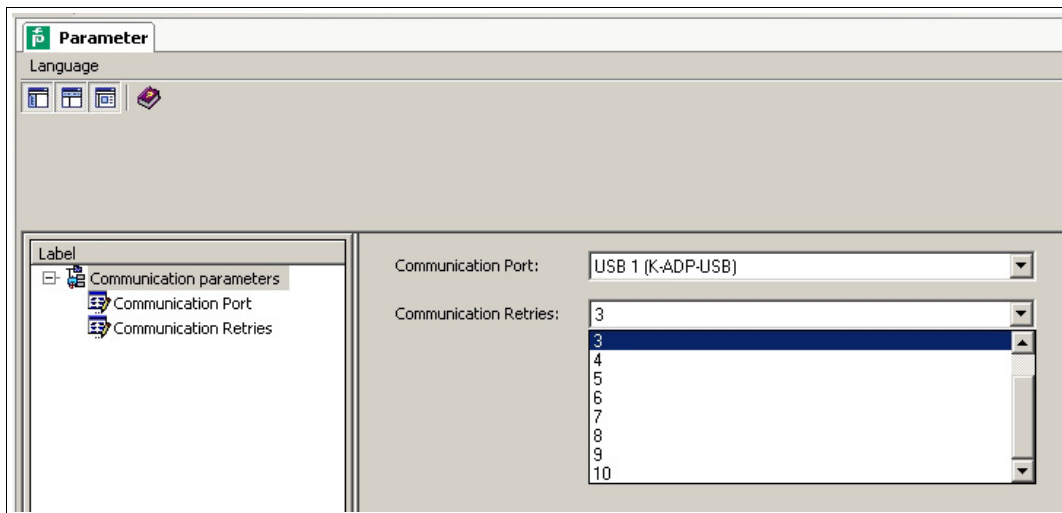 Parameter
Language
Label
Communication parameters
Communication Port
Communication Retries
Communication Port:
USB 1 (K-ADP-USB)
Communication Retries:
3
3
4
5
6
7
8
9
10